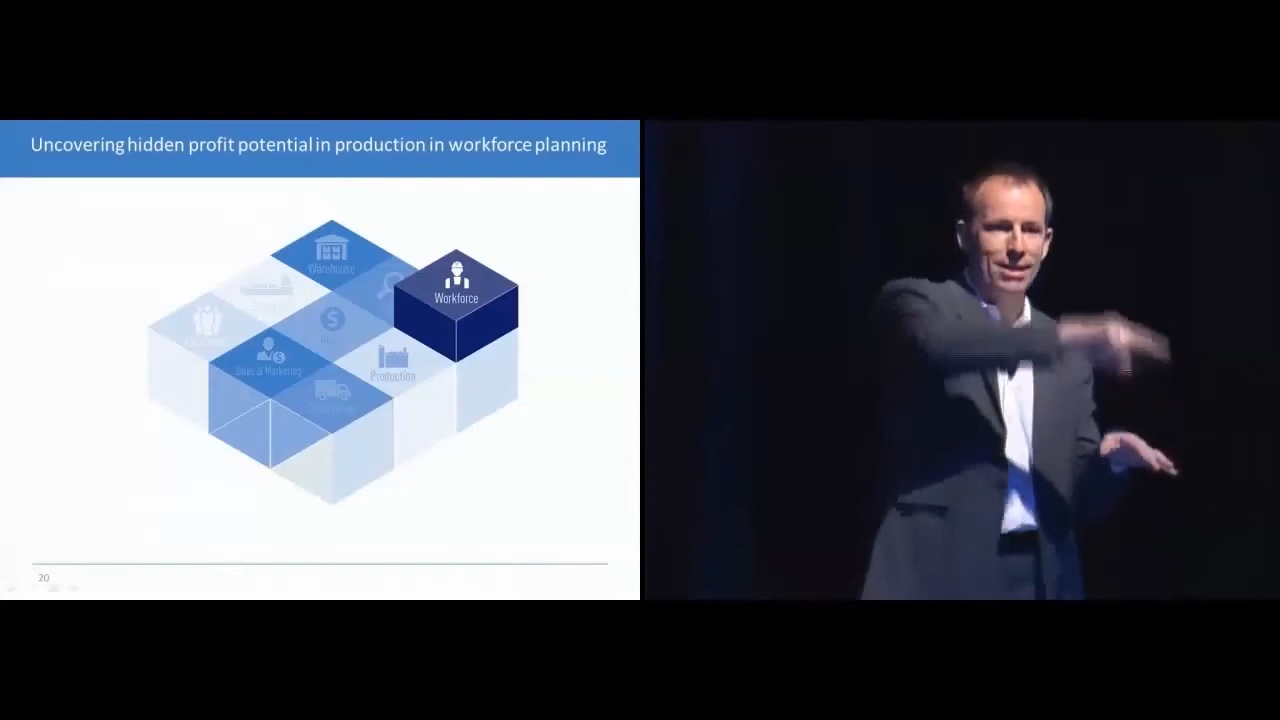 Uncovering hidden profit potential in production in workforce planning
Warehouse
Workforce
Sales & Marketing
Production
20